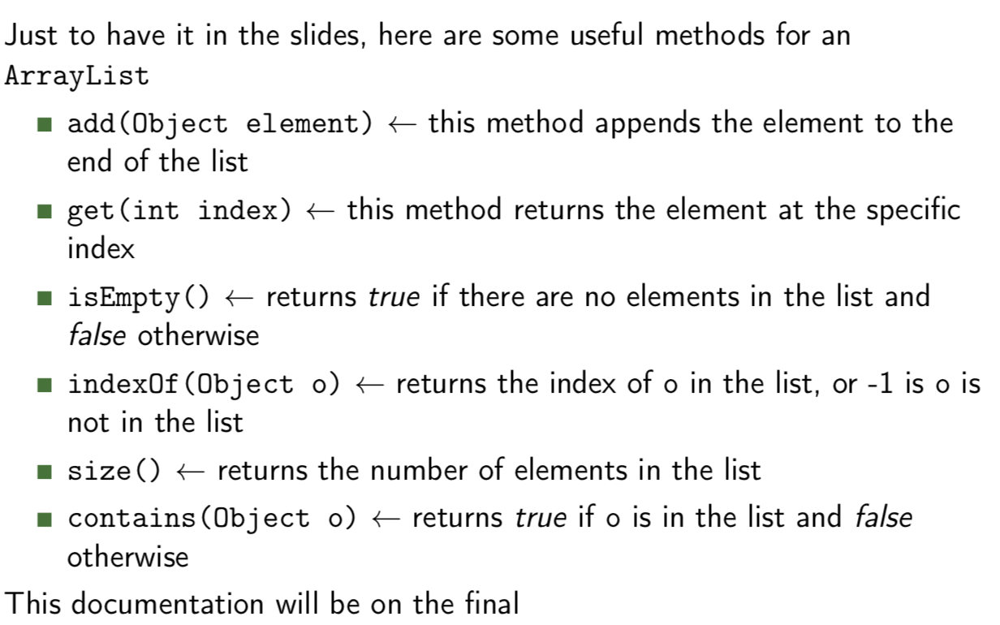 Just to have it in the slides, here are some useful methods for an
ArrayList
■ add(Object element) ← this method appends the element to the
end of the list
■ get(int index) ← this method returns the element at the specific
index
■ isEmpty() ← returns true if there are no elements in the list and
false otherwise
■ indexOf(Object o) ← returns the index of o in the list, or -1 is o is
not in the list
■ size() ← returns the number of elements in the list
■ contains(Object o) ← returns true if o is in the list and false
otherwise
This documentation will be on the final